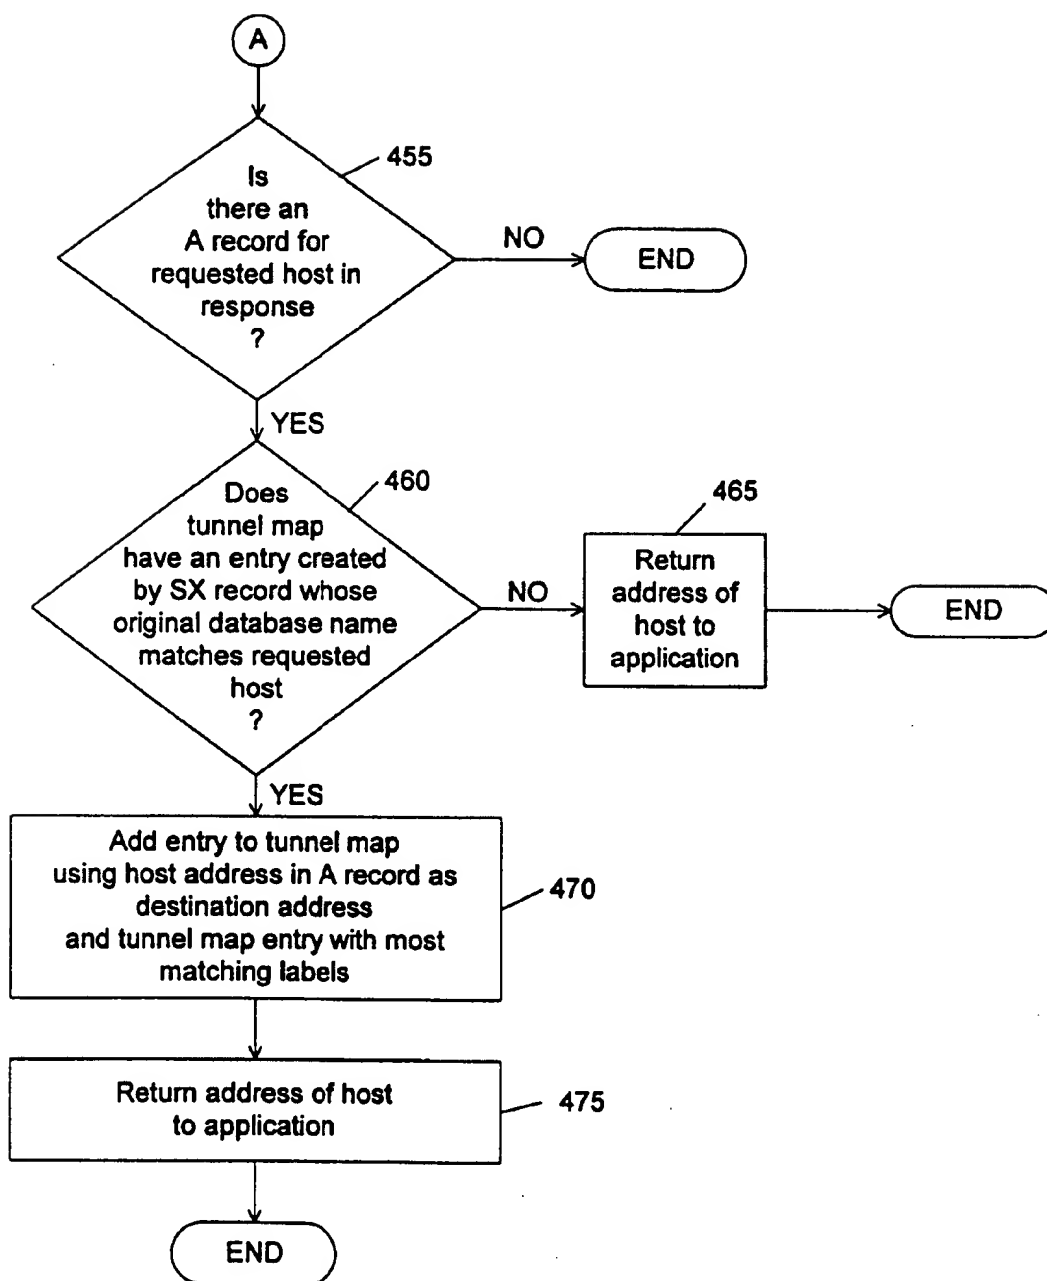 A
455
Is
there an
A record for
requested host in
response
?
NO
END
YES
460
Does
tunnel map
have an entry created
by SX record whose
original database name
matches requested
host
?
NO
465
Return
address of
host to
application
END
YES
Add entry to tunnel map
using host address in A record as
destination address
and tunnel map entry with most
matching labels
470
Return address of host
to application
475
END